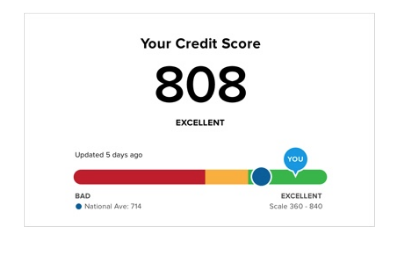 Your Credit Score
808
EXCELLENT
Updated 5 days ago
YOU
BAD
EXCELLENT
National Ave: 714
Scale 360 - 840